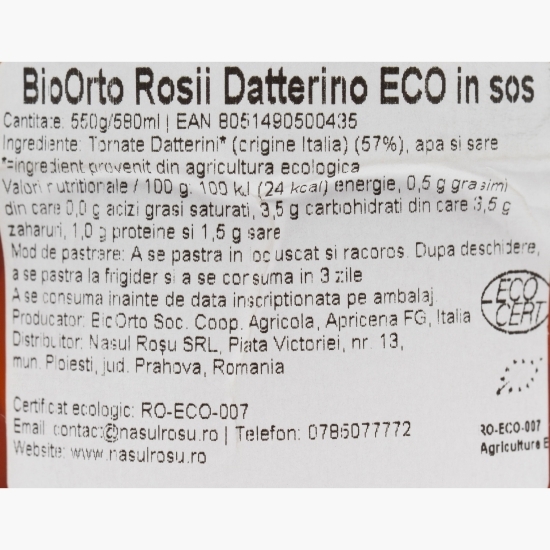 BioOrto Rosii Datterino ECO in sos
Cantitate: 550g/580ml | EAN 8051490500435
Ingrediente: Tomate Datterini* (origine Italia) (57%), apa si sare
*=ingredient provenit din agricultura ecologica
Valori nutritionale / 100 g: 100 kJ (24 kcal) energie, 0,5 g grasimi
din care 0,0 g acizi grasi saturati, 3,5 g carbohidrati din care 3,5 g
zaharuri, 1,0 g proteine si 1,5 g sare
Mod de pastrare: A se pastra in loc uscat si racoros. Dupa deschidere,
a se pastra la frigider si a se consuma in 3 zile
A se consuma inainte de data inscriptionata pe ambalaj
Producator: BioOrto Soc. Coop. Agricola, Apricena FG, Italia
Distribuitor: Nasul Roșu SRL, Piata Victoriei, nr. 13,
mun. Ploiesti, jud. Prahova, Romania
ECO
CERT
Certificat ecologic: RO-ECO-007
Email: contact@nasulrosu.ro | Telefon: 0786077772
Website: www.nasulrosu.ro
RO-ECO-007
Agriculture E